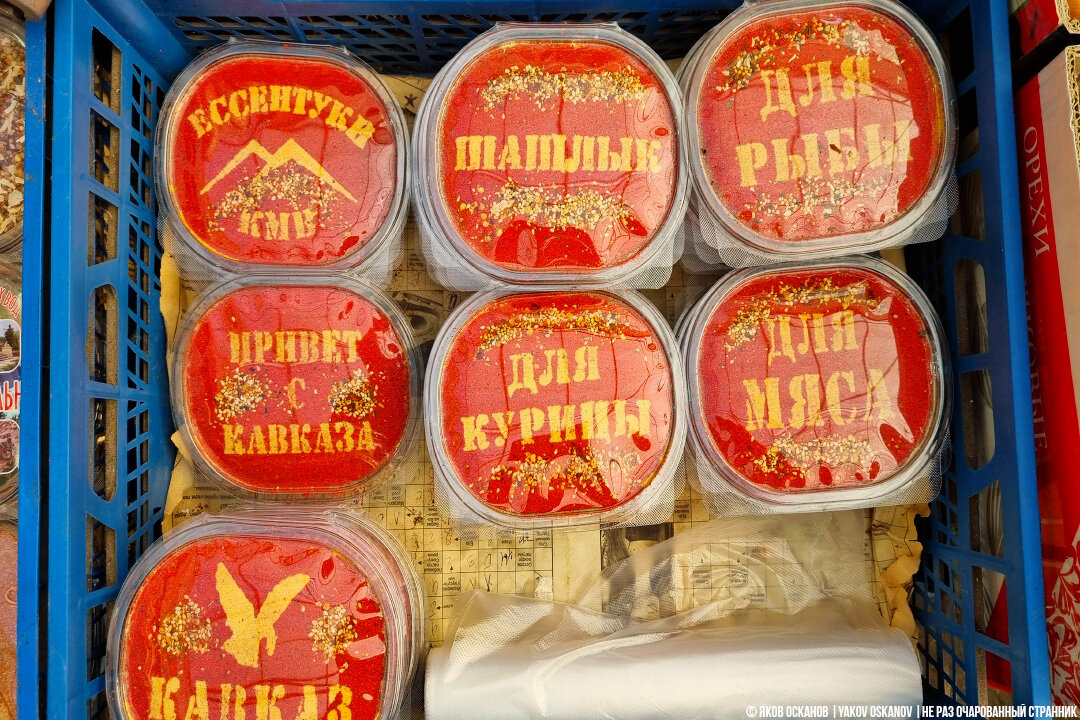 ЕССЕНТУКИ
КМВ
ШАШЛЫК
ДЛЯ
РЫБЫ
ПРИВЕТ
С
КАВКАЗА
ДЛЯ
КУРИЦЫ
ДЛЯ
МЯСА
КАВКАЗ
ОРЕХИ
© ЯКОВ ОСКАНОВ | YAKOV OSKANOV | НЕ РАЗ ОЧАРОВАННЫЙ СТРАННИК